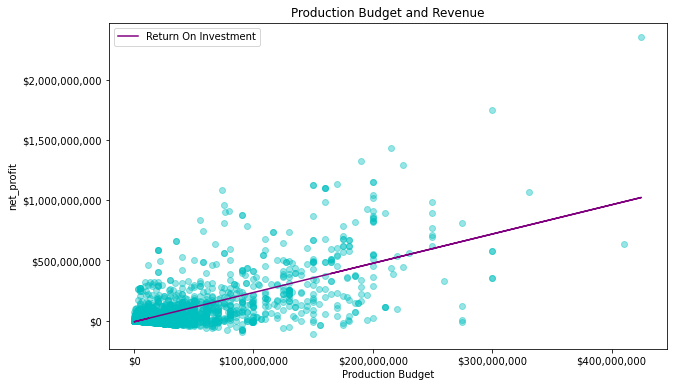 Production Budget and Revenue
Return On Investment
$2,000,000,000
$1,500,000,000
$1,000,000,000
$500,000,000
$0
net_profit
$0
$100,000,000
$200,000,000
$300,000,000
$400,000,000
Production Budget